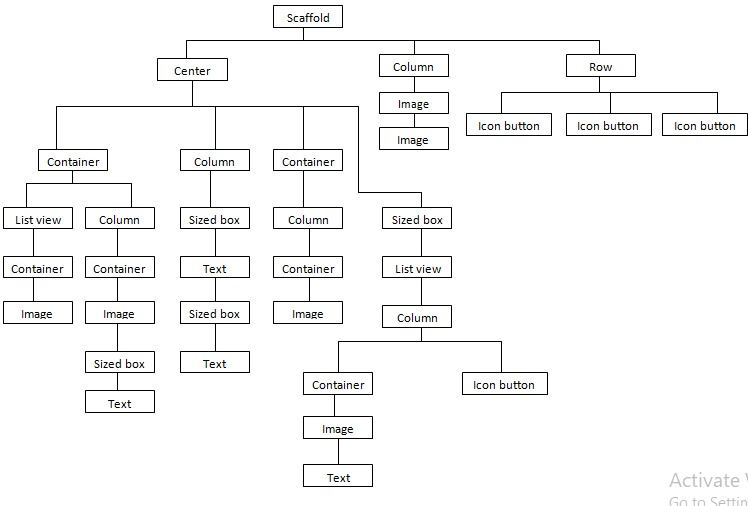 Scaffold
Center
Column
Row
Image
Icon button
Icon button
Icon button
Image
Container
Column
Container
List view
Column
Sized box
Column
Sized box
Container
Container
Text
Container
List view
Image
Image
Sized box
Image
Column
Sized box
Text
Container
Icon button
Text
Image
Text
Activate
Go to Settin